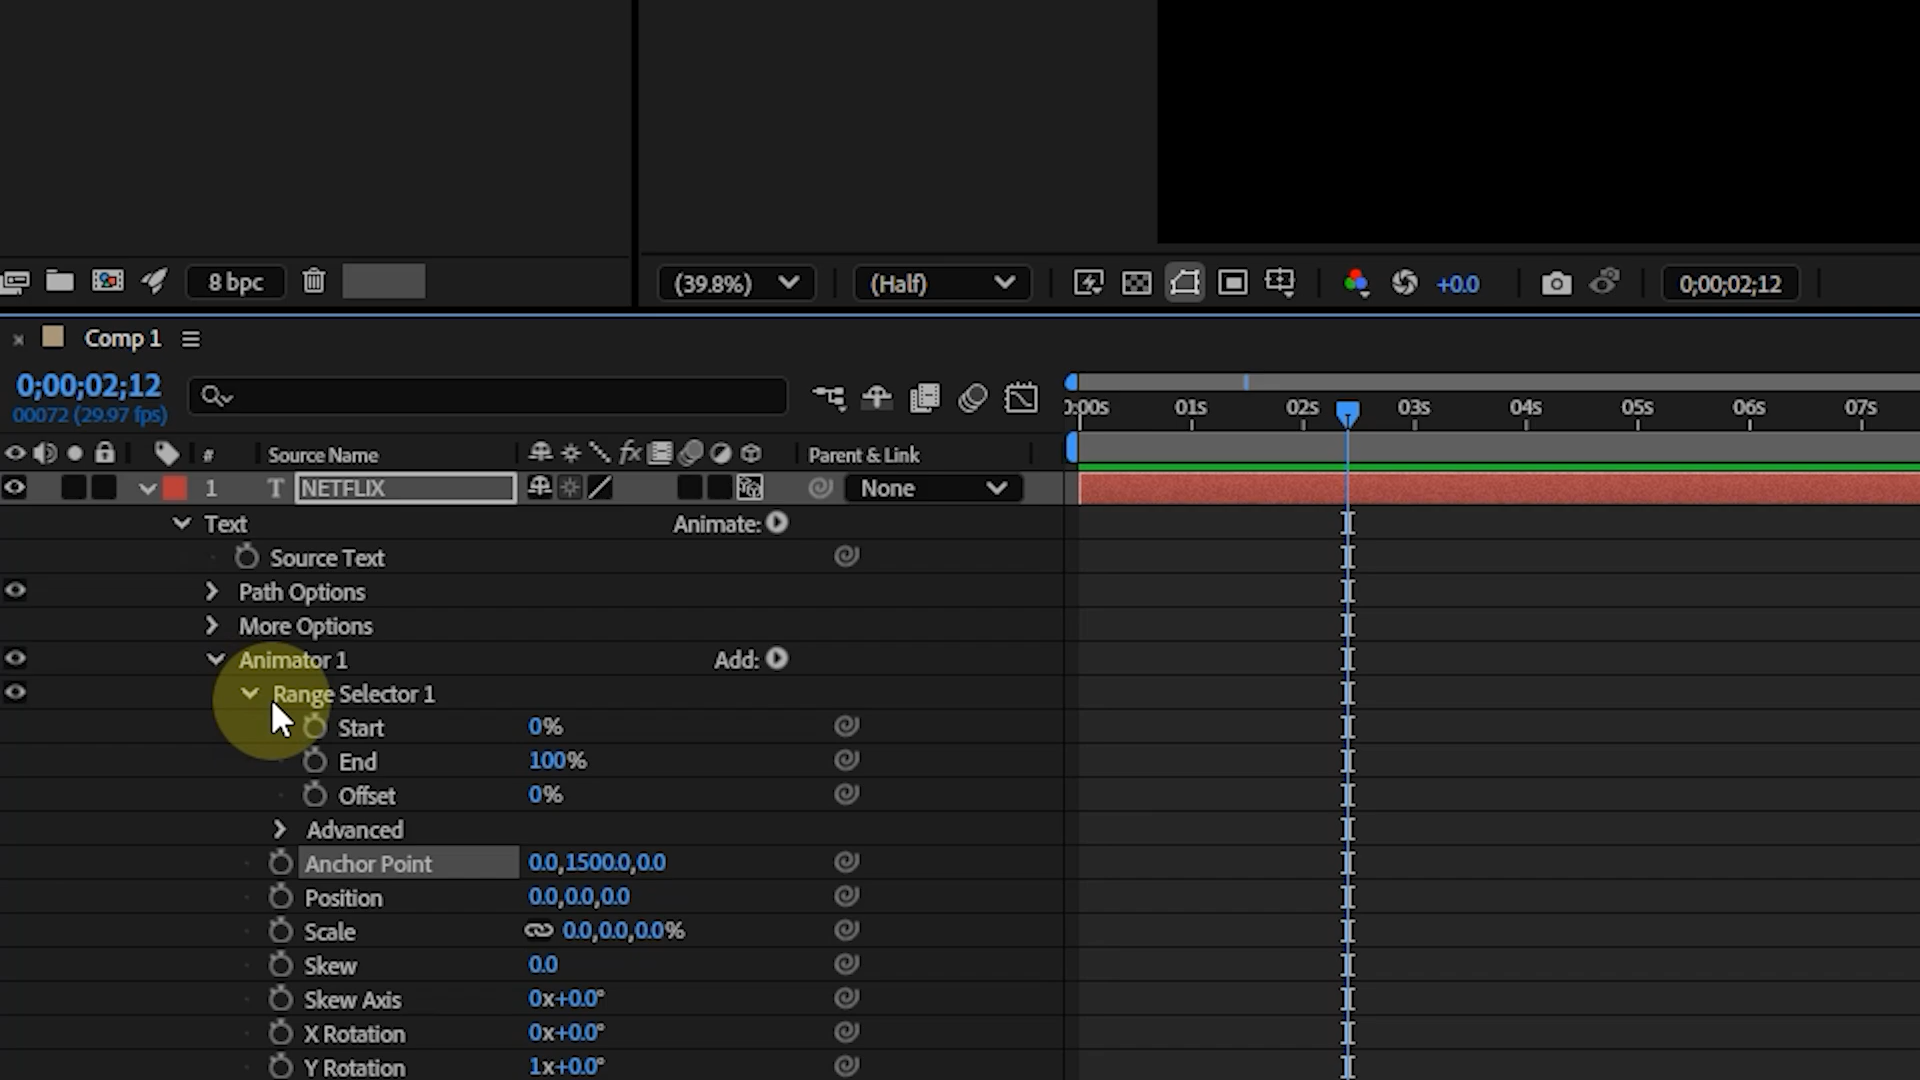 8 bpc
(39.8%)
(Half)
+0.0
0;00;02;12
Comp 1
0;00;02;12
00072 (29.97 fps)
0:00s 01s 02s 03s 04s 05s 06s 07s
# Source Name fx Parent & Link
1 T NETFLIX None
Text Animate:
Source Text
Path Options
More Options
Animator 1 Add:
Range Selector 1
Start 0%
End 100%
Offset 0%
Advanced
Anchor Point 0.0,1500.0,0.0
Position 0.0,0.0,0.0
Scale 0.0,0.0,0.0%
Skew 0.0
Skew Axis 0x+0.0°
X Rotation 0x+0.0°
Y Rotation 1x+0.0°